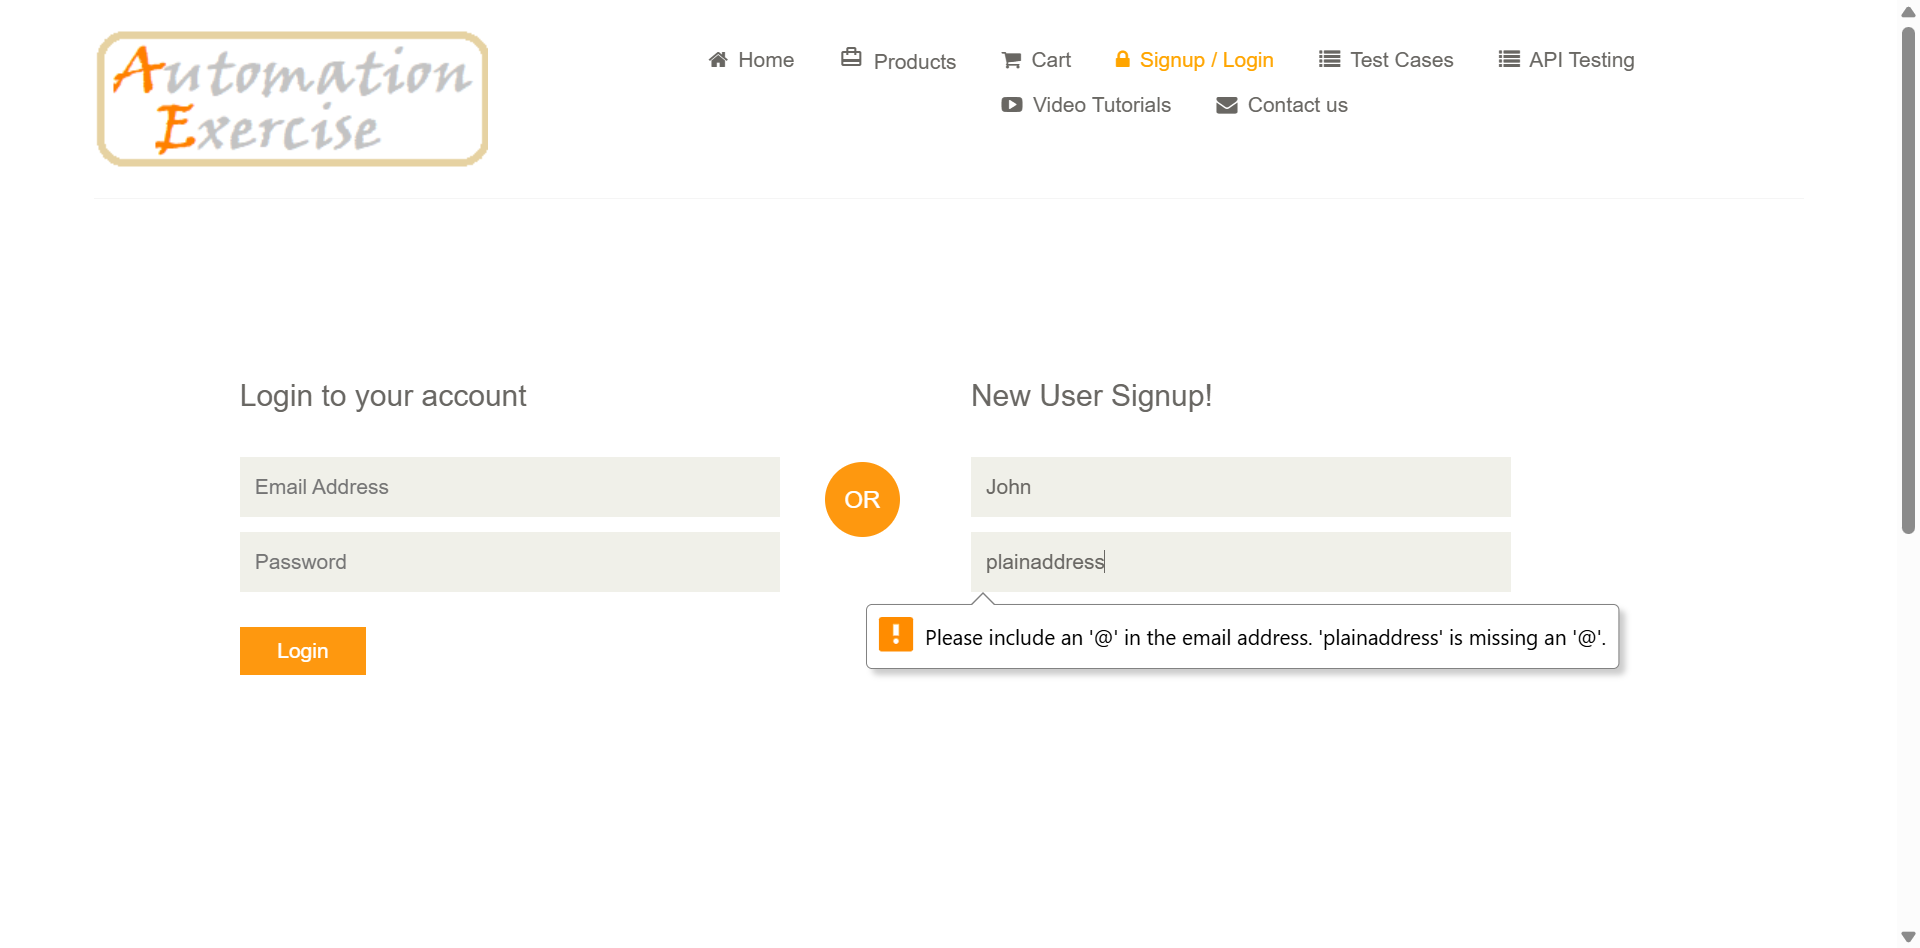 Automation
Exercise
Home
Products
Cart
Signup / Login
Test Cases
API Testing
Video Tutorials
Contact us
Login to your account
Email Address
Password
Login
OR
New User Signup!
John
plainaddress
Please include an '@' in the email address. 'plainaddress' is missing an '@'.